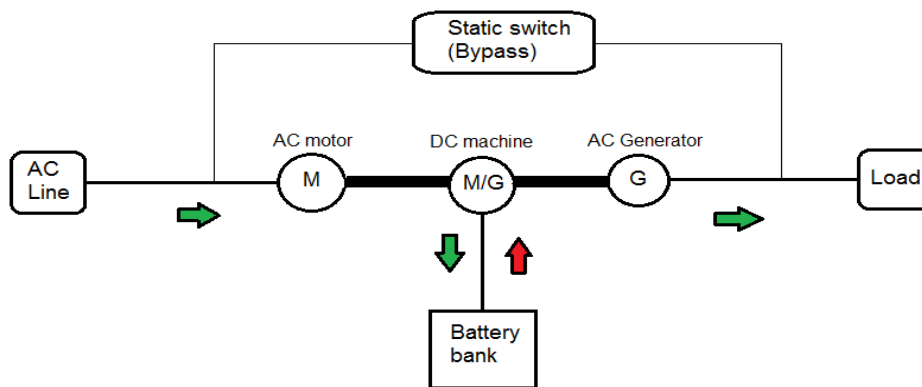 Static switch
(Bypass)
AC motor
DC machine
AC Generator
AC
Line
M
M/G
G
Load
Battery
bank